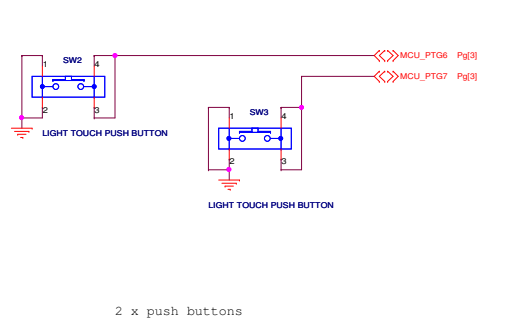 MCU_PTG6 Pg[3]
SW2
1 4
MCU_PTG7 Pg[3]
2 3
SW3
1 4
LIGHT TOUCH PUSH BUTTON
2 3
LIGHT TOUCH PUSH BUTTON
2 x push buttons